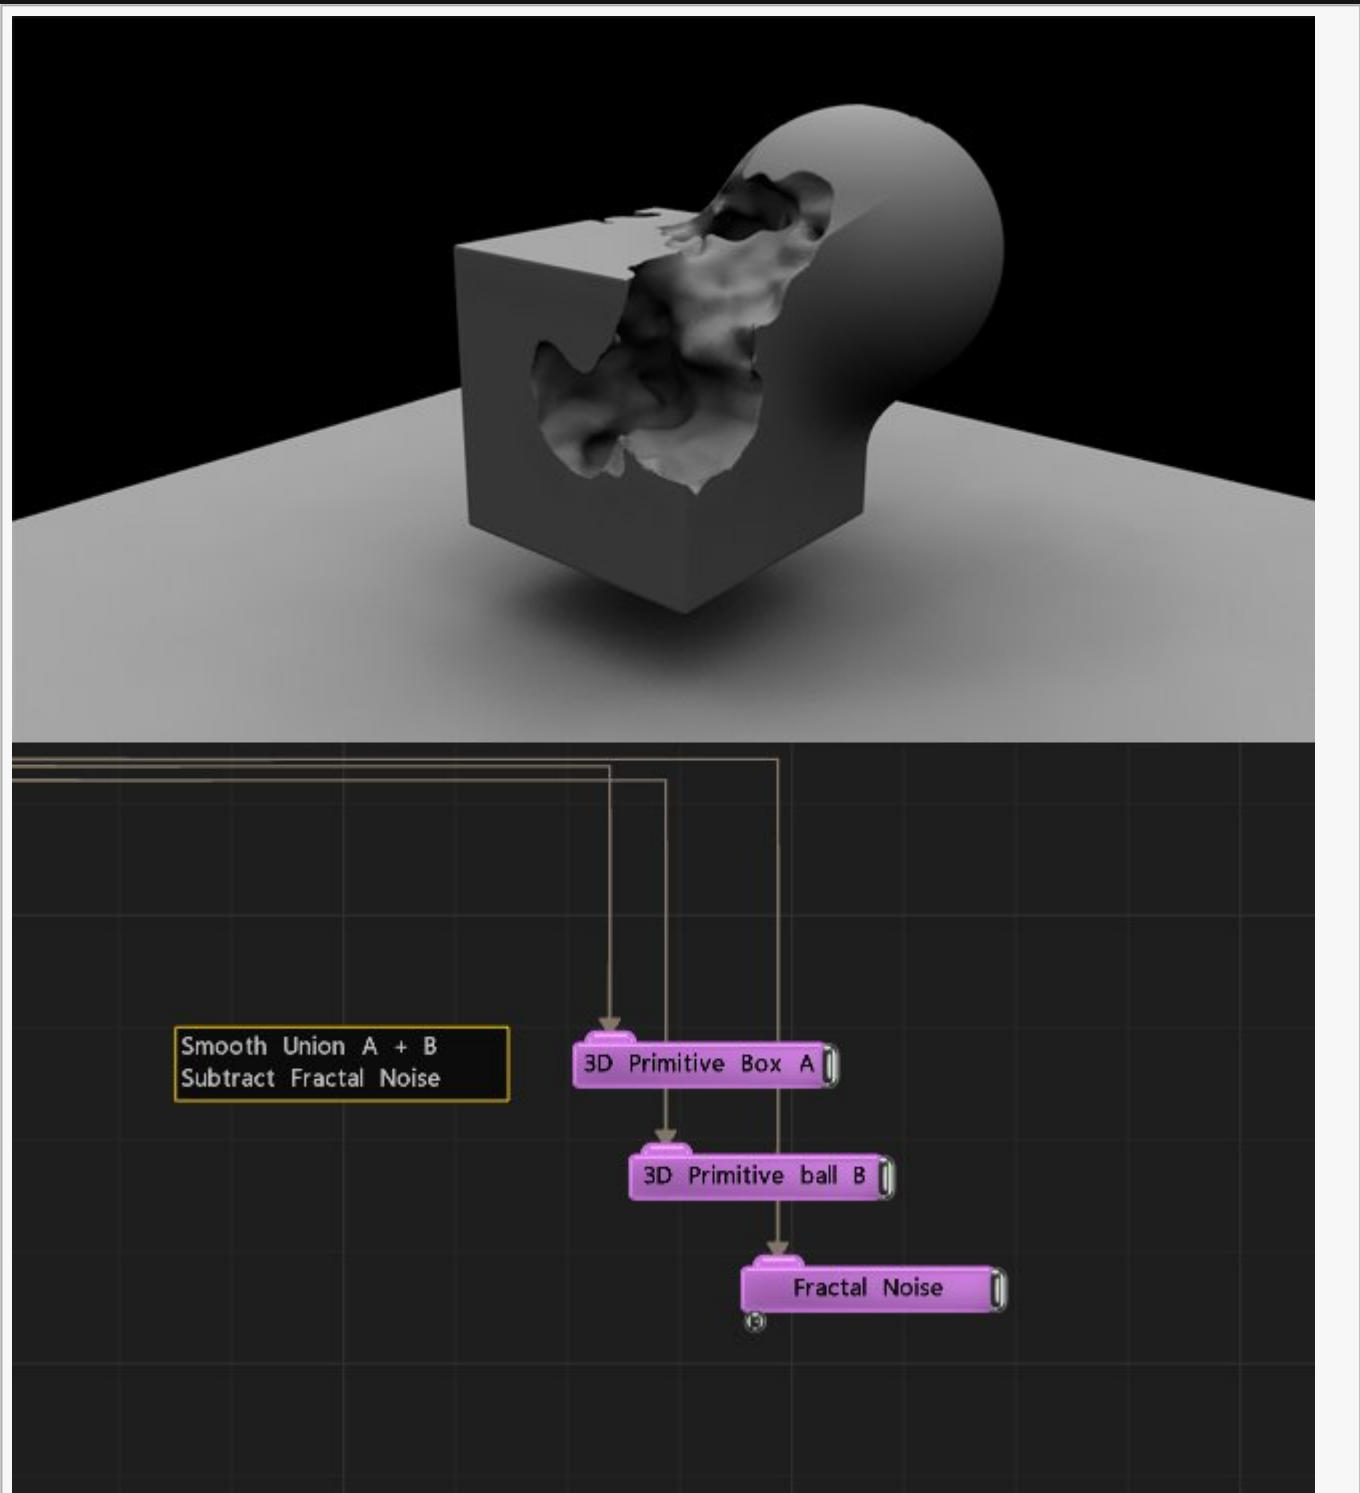 Smooth Union A + B
Subtract Fractal Noise
3D Primitive Box A
3D Primitive ball B
Fractal Noise